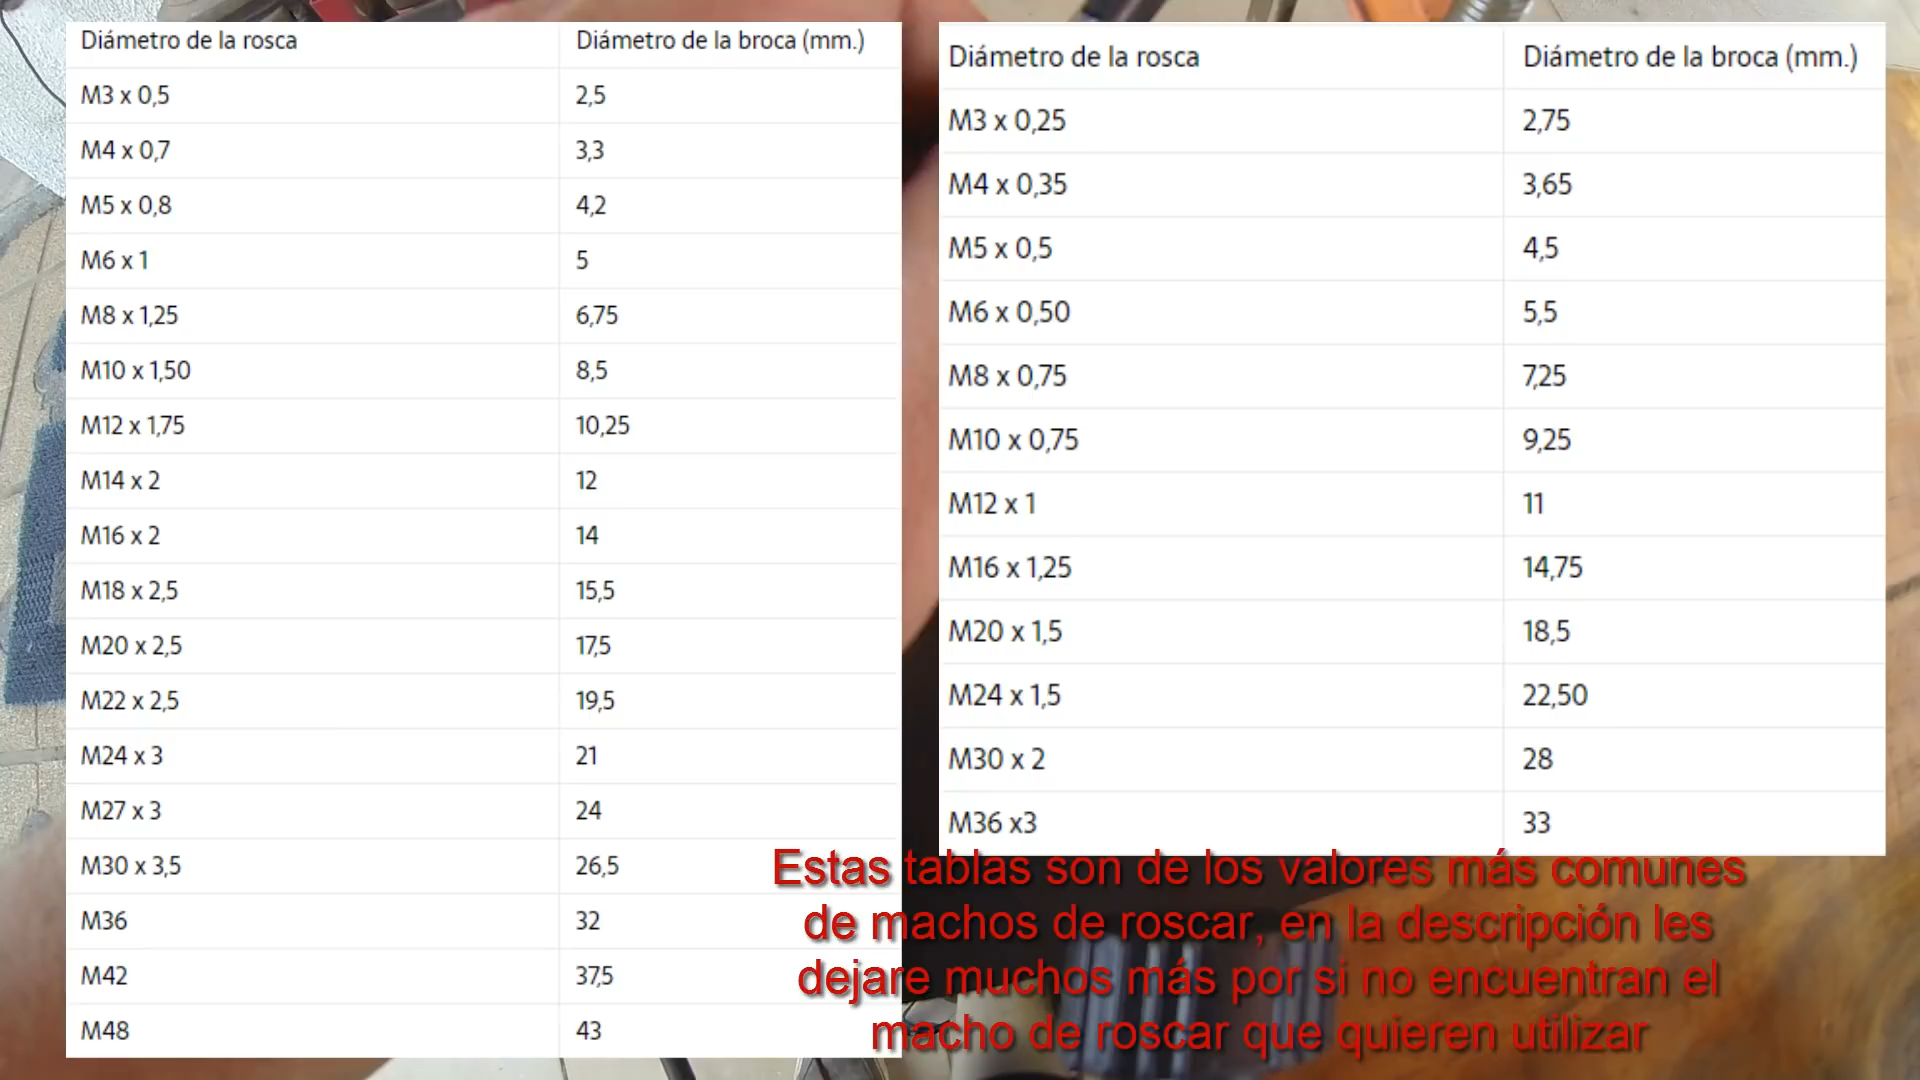 Diámetro de la rosca Diámetro de la broca (mm.)
M3 x 0,5 2,5
M4 x 0,7 3,3
M5 x 0,8 4,2
M6 x 1 5
M8 x 1,25 6,75
M10 x 1,50 8,5
M12 x 1,75 10,25
M14 x 2 12
M16 x 2 14
M18 x 2,5 15,5
M20 x 2,5 17,5
M22 x 2,5 19,5
M24 x 3 21
M27 x 3 24
M30 x 3,5 26,5
M36 32
M42 37,5
M48 43
Diámetro de la rosca Diámetro de la broca (mm.)
M3 x 0,25 2,75
M4 x 0,35 3,65
M5 x 0,5 4,5
M6 x 0,50 5,5
M8 x 0,75 7,25
M10 x 0,75 9,25
M12 x 1 11
M16 x 1,25 14,75
M20 x 1,5 18,5
M24 x 1,5 22,50
M30 x 2 28
M36 x3 33
Estas tablas son de los valores más comunes
de machos de roscar, en la descripción les
dejare muchos más por si no encuentran el
macho de roscar que quieren utilizar